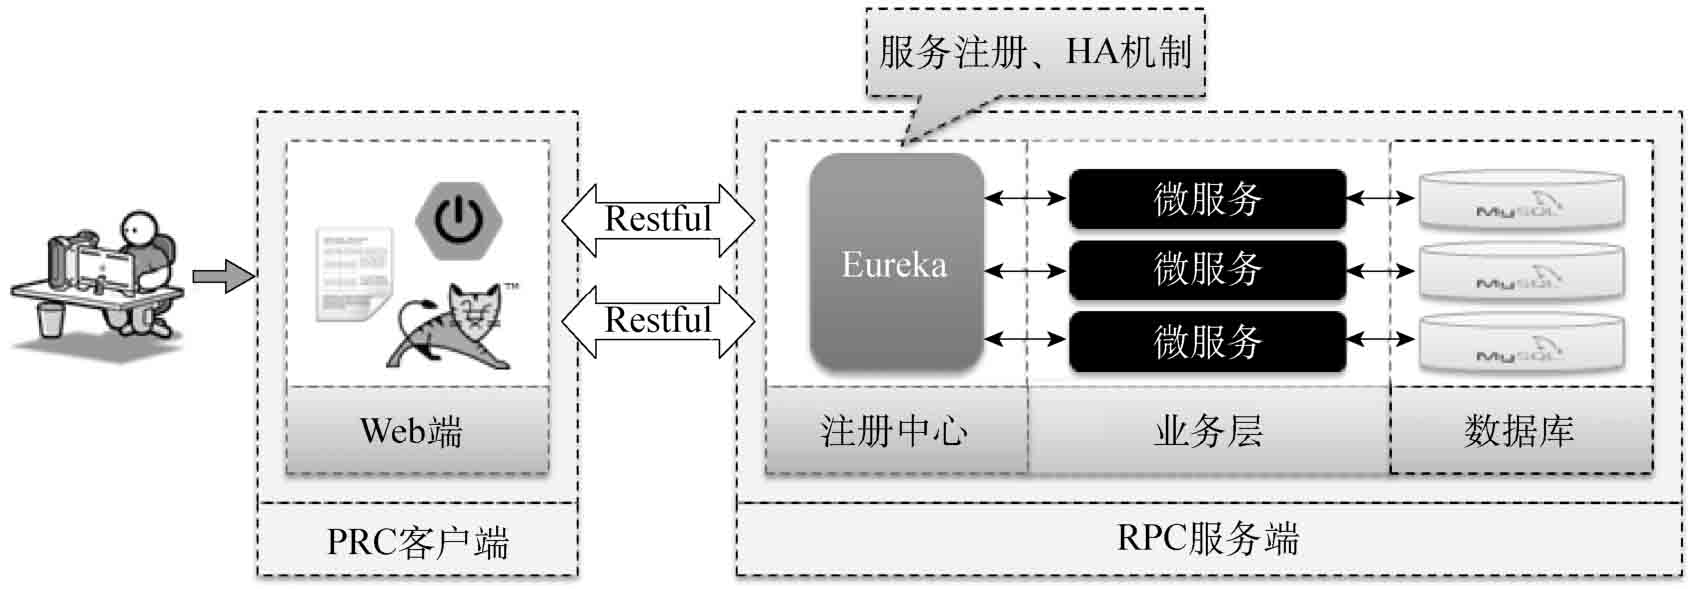 服务注册、HA机制
Restful
Restful
TM
Eureka
微服务
微服务
微服务
MySQL
MySQL
MySQL
Web端
注册中心
业务层
数据库
PRC客户端
RPC服务端